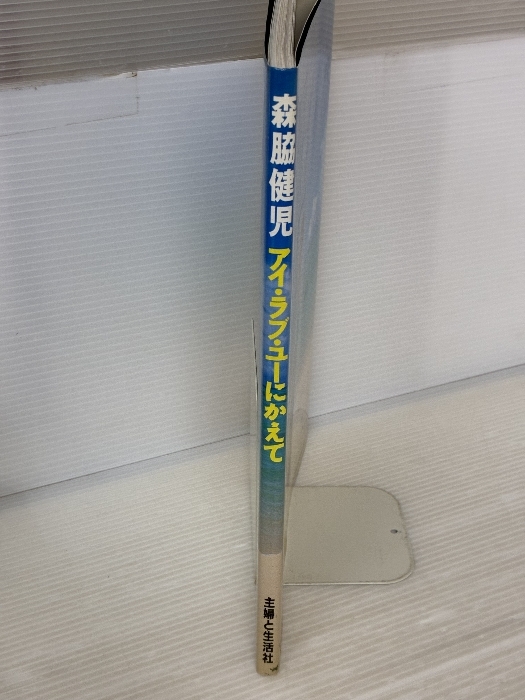 森脇健児
アイ・ラブ・ユーにかえて
主婦と生活社